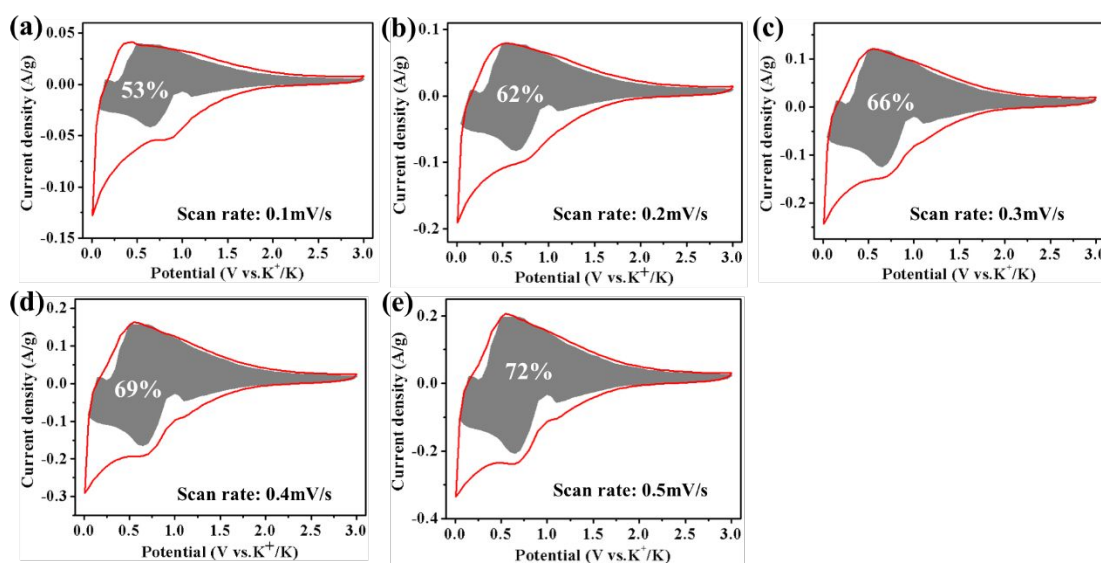 (a)
0.05
0.00
-0.05
-0.10
-0.15
Current density (A/g)
53%
Scan rate: 0.1mV/s
0.0 0.5 1.0 1.5 2.0 2.5 3.0
Potential (V vs.K⁺/K)
(b)
0.1
0.0
-0.1
-0.2
Current density (A/g)
62%
Scan rate: 0.2mV/s
0.0 0.5 1.0 1.5 2.0 2.5 3.0
Potential (V vs.K⁺/K)
(c)
0.1
0.0
-0.1
-0.2
Current density (A/g)
66%
Scan rate: 0.3mV/s
0.0 0.5 1.0 1.5 2.0 2.5 3.0
Potential (V vs.K⁺/K)
(d)
0.2
0.1
0.0
-0.1
-0.2
-0.3
Current density (A/g)
69%
Scan rate: 0.4mV/s
0.0 0.5 1.0 1.5 2.0 2.5 3.0
Potential (V vs.K⁺/K)
(e)
0.2
0.0
-0.2
-0.4
Current density (A/g)
72%
Scan rate: 0.5mV/s
0.0 0.5 1.0 1.5 2.0 2.5 3.0
Potential (V vs.K⁺/K)